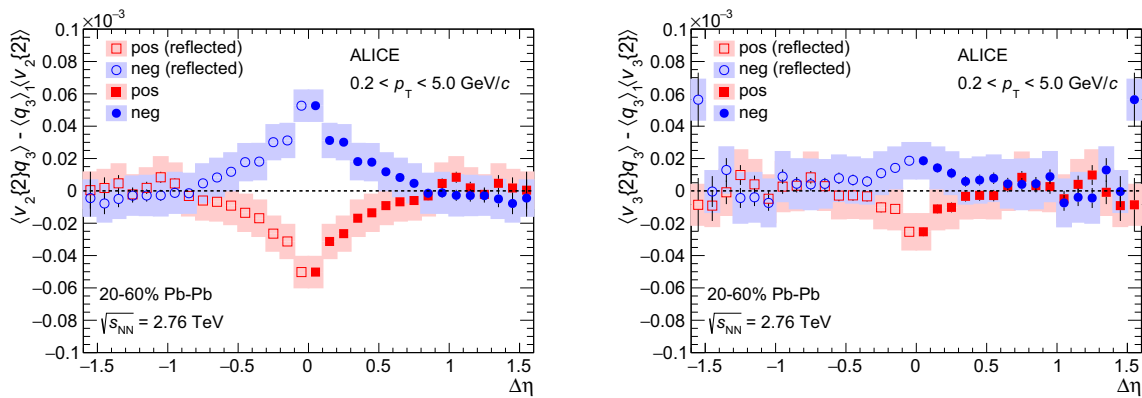 ×10⁻³
⟨v₂{2}q₃⟩ - ⟨q₃⟩₁⟨v₂{2}⟩
0.1
0.08
0.06
0.04
0.02
0
−0.02
−0.04
−0.06
−0.08
−0.1
pos (reflected)
neg (reflected)
pos
neg
ALICE
0.2 < p_T < 5.0 GeV/c
20-60% Pb-Pb
√s_NN = 2.76 TeV
−1.5 −1 −0.5 0 0.5 1 1.5
Δη
×10⁻³
⟨v₃{2}q₃⟩ - ⟨q₃⟩₁⟨v₃{2}⟩
0.1
0.08
0.06
0.04
0.02
0
−0.02
−0.04
−0.06
−0.08
−0.1
pos (reflected)
neg (reflected)
pos
neg
ALICE
0.2 < p_T < 5.0 GeV/c
20-60% Pb-Pb
√s_NN = 2.76 TeV
−1.5 −1 −0.5 0 0.5 1 1.5
Δη